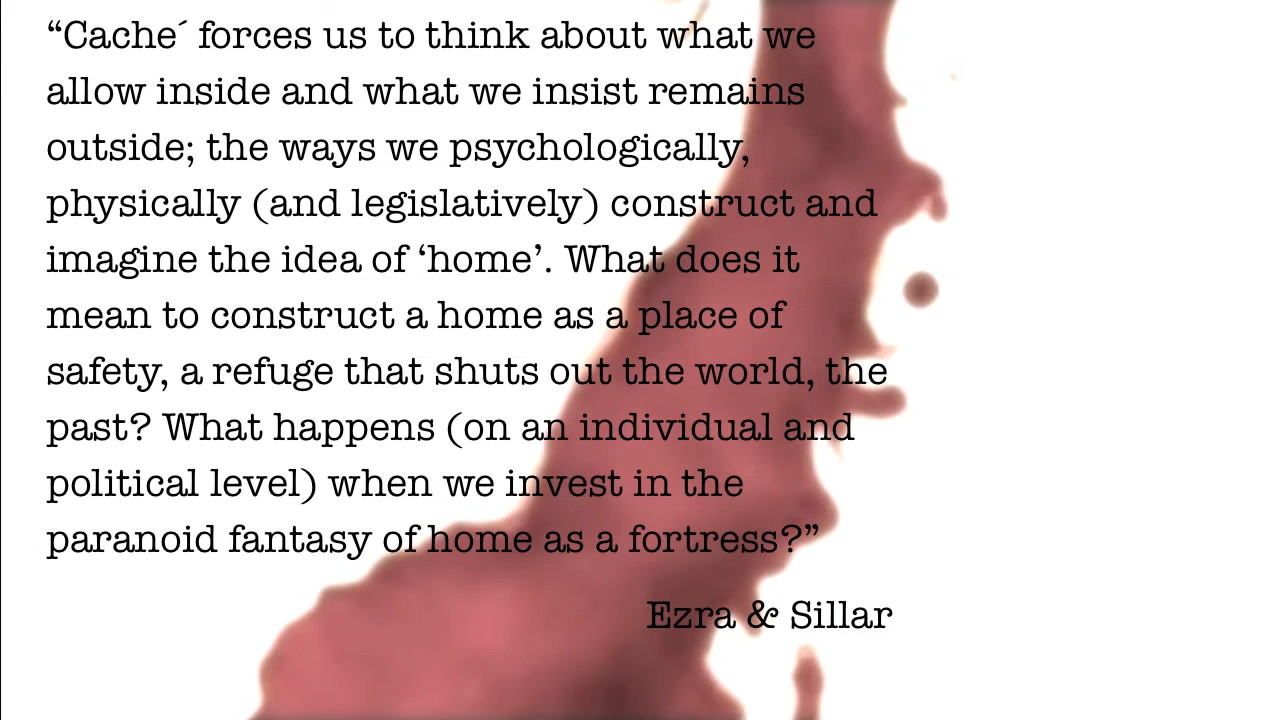 “Cache´ forces us to think about what we
allow inside and what we insist remains
outside; the ways we psychologically,
physically (and legislatively) construct and
imagine the idea of ‘home’. What does it
mean to construct a home as a place of
safety, a refuge that shuts out the world, the
past? What happens (on an individual and
political level) when we invest in the
paranoid fantasy of home as a fortress?”
Ezra & Sillar